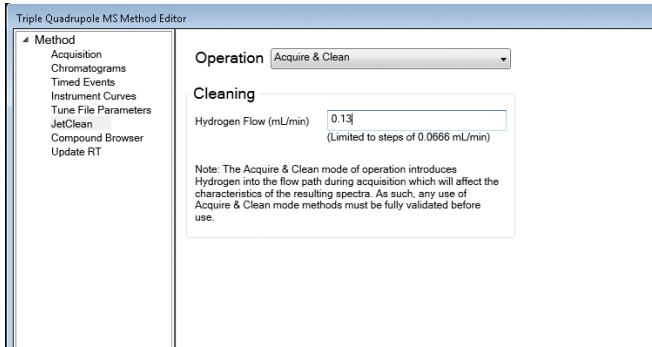 Triple Quadrupole MS Method Editor
Method
Acquisition
Chromatograms
Timed Events
Instrument Curves
Tune File Parameters
JetClean
Compound Browser
Update RT
Operation Acquire & Clean
Cleaning
Hydrogen Flow (mL/min) 0.13
(Limited to steps of 0.0666 mL/min)
Note: The Acquire & Clean mode of operation introduces
Hydrogen into the flow path during acquisition which will affect the
characteristics of the resulting spectra. As such, any use of
Acquire & Clean mode methods must be fully validated before
use.